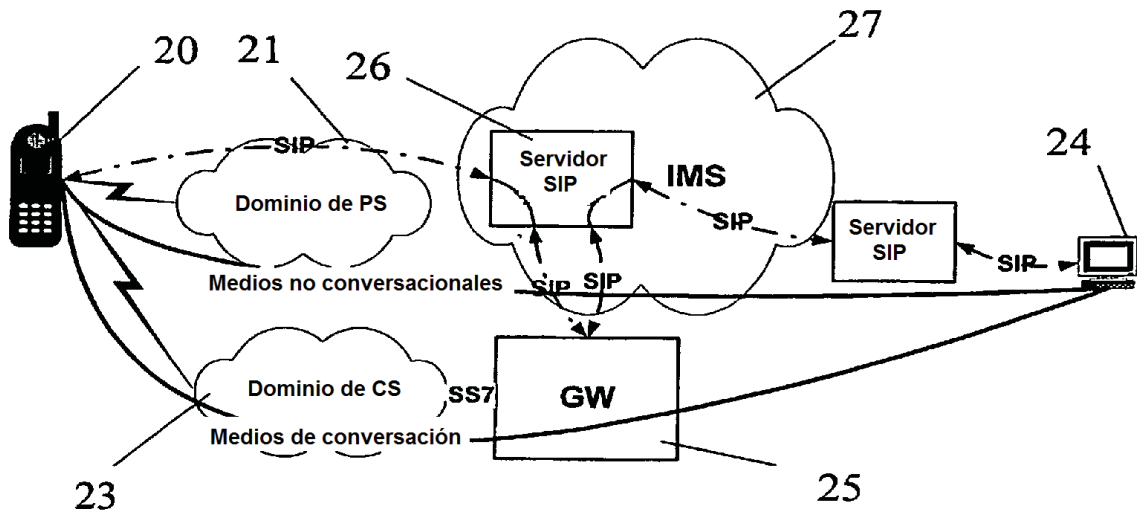 20
21
26
27
24
SIP
Servidor
SIP
IMS
Dominio de PS
SIP
Servidor
SIP
SIP
Medios no conversacionales
SIP
SIP
Dominio de CS
SS7
GW
Medios de conversación
23
25